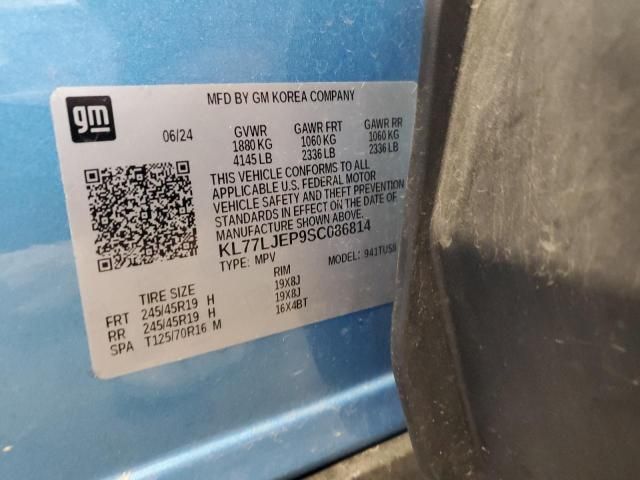 MFD BY GM KOREA COMPANY
gm
06/24 GVWR GAWR FRT GAWR RR
1880 KG 1060 KG 1060 KG
4145 LB 2336 LB 2336 LB
THIS VEHICLE CONFORMS TO ALL
APPLICABLE U.S. FEDERAL MOTOR
VEHICLE SAFETY AND THEFT PREVENTION
STANDARDS IN EFFECT ON THE DATE OF
MANUFACTURE SHOWN ABOVE.
KL77LJEP9SC036814
TYPE: MPV MODEL:
TIRE SIZE RIM
FRT 245/45R19 H 19X8J
RR 245/45R19 H 19X8J
SPA T125/70R16 M 16X4BT